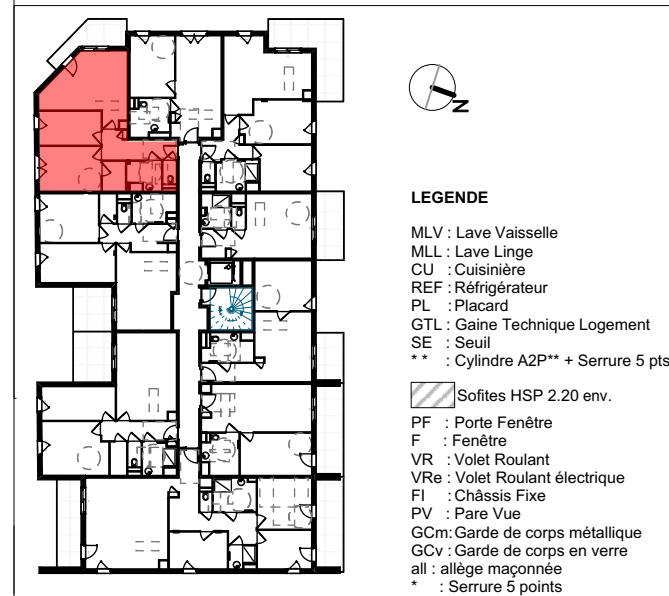 N
LEGENDE
MLV : Lave Vaisselle
MLL : Lave Linge
CU : Cuisinière
REF : Réfrigérateur
PL : Placard
GTL : Gaine Technique Logement
SE : Seuil
* * : Cylindre A2P** + Serrure 5 pts
Sofites HSP 2.20 env.
PF : Porte Fenêtre
F : Fenêtre
VR : Volet Roulant
VRe : Volet Roulant électrique
FI : Châssis Fixe
PV : Pare Vue
GCm: Garde de corps métallique
GCv : Garde de corps en verre
all : allège maçonnée
* : Serrure 5 points